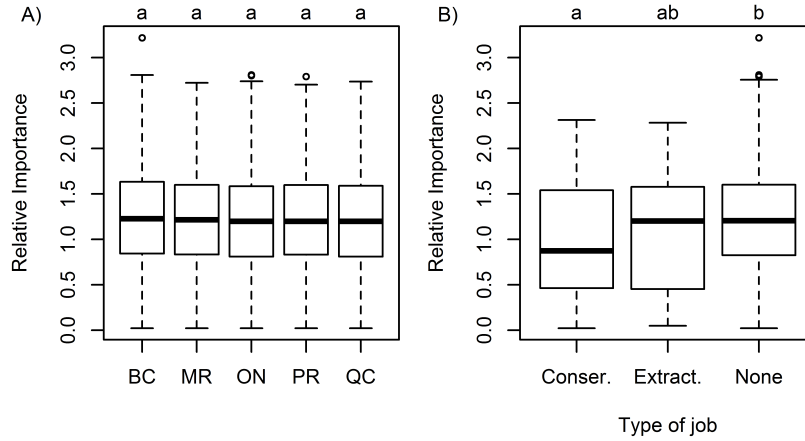 A)
a a a a a
Relative Importance
3.0
2.5
2.0
1.5
1.0
0.5
0.0
BC MR ON PR QC
B)
a ab b
Relative Importance
3.0
2.5
2.0
1.5
1.0
0.5
0.0
Conser. Extract. None
Type of job